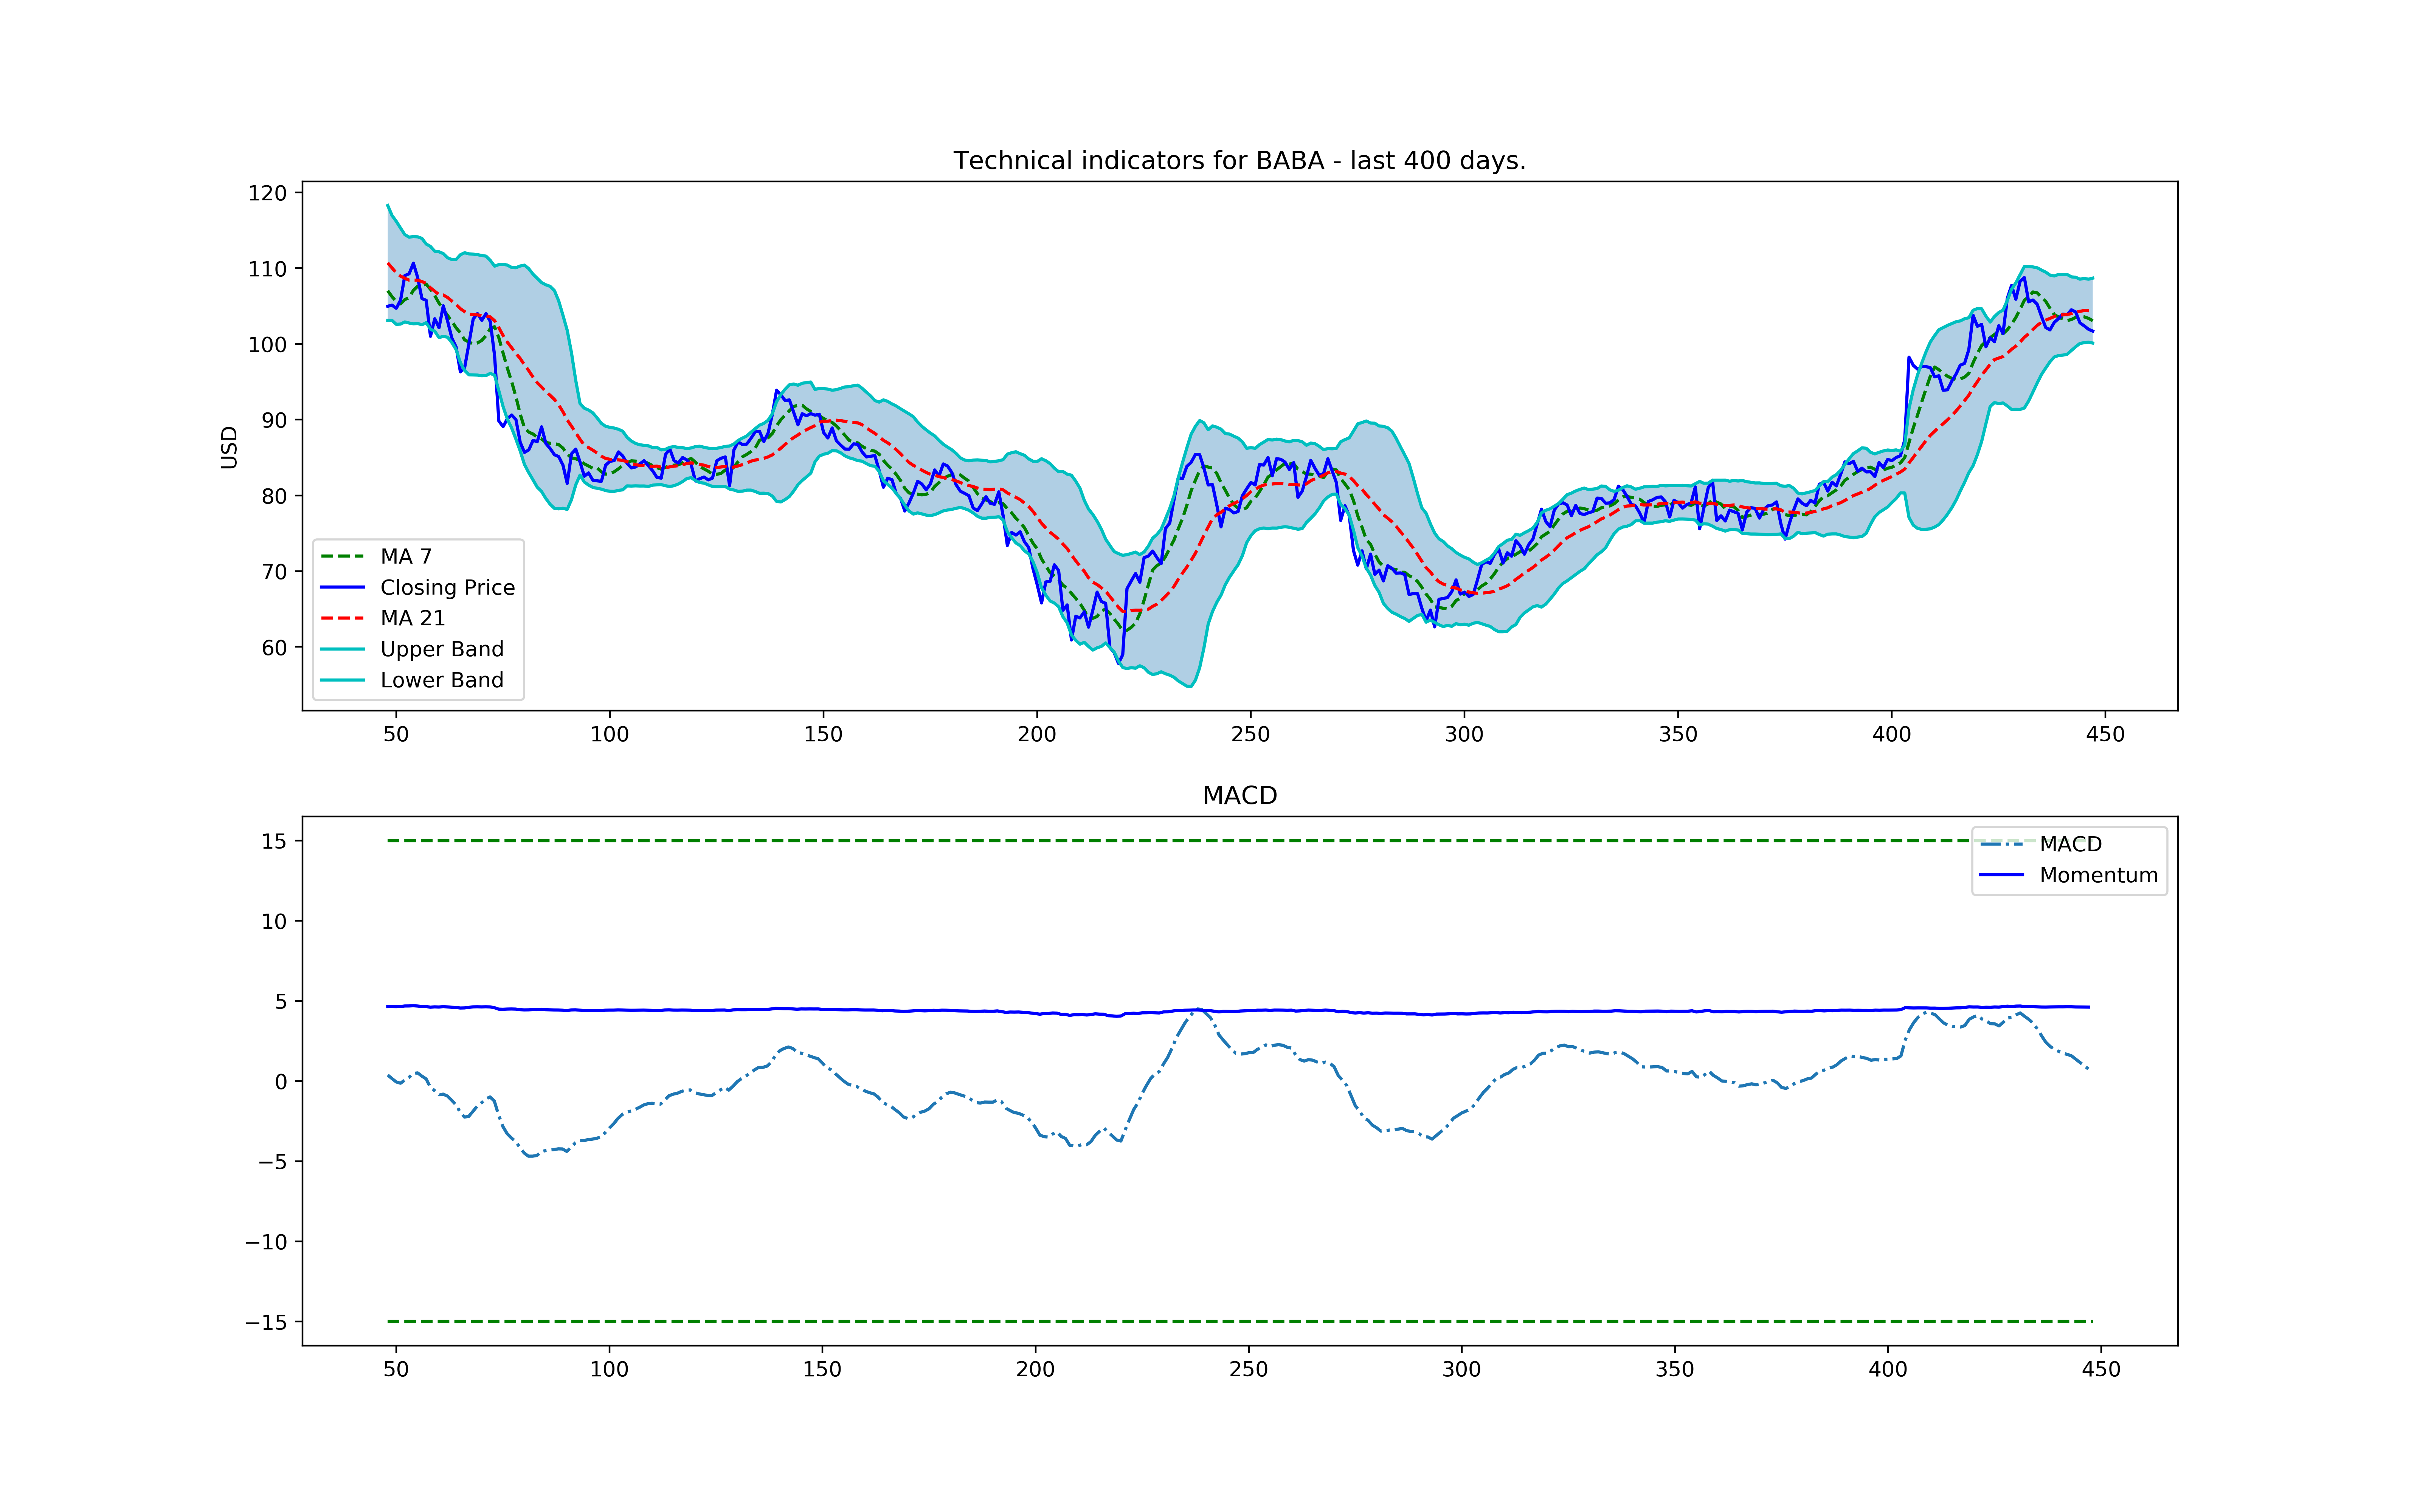 Technical indicators for BABA - last 400 days.
120
110
100
90
80
70
60
USD
MA 7
Closing Price
MA 21
Upper Band
Lower Band
50 100 150 200 250 300 350 400 450
MACD
15
10
5
0
−5
−10
−15
MACD
Momentum
50 100 150 200 250 300 350 400 450